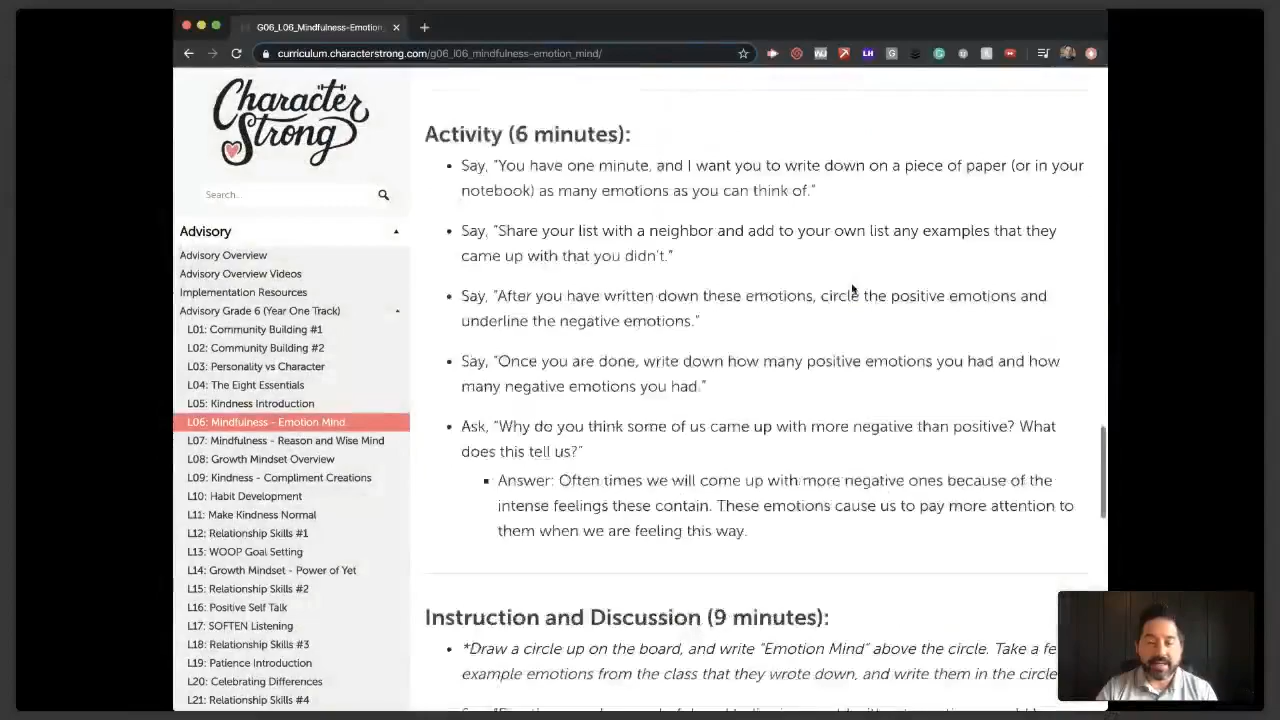 G06_L06_Mindfulness-Emotion
curriculum.characterstrong.com/g06_l06_mindfulness-emotion_mind/
Character
Strong
Search...
Advisory
Advisory Overview
Advisory Overview Videos
Implementation Resources
Advisory Grade 6 (Year One Track)
L01: Community Building #1
L02: Community Building #2
L03: Personality vs Character
L04: The Eight Essentials
L05: Kindness Introduction
L06: Mindfulness - Emotion Mind
L07: Mindfulness - Reason and Wise Mind
L08: Growth Mindset Overview
L09: Kindness - Compliment Creations
L10: Habit Development
L11: Make Kindness Normal
L12: Relationship Skills #1
L13: WOOP Goal Setting
L14: Growth Mindset - Power of Yet
L15: Relationship Skills #2
L16: Positive Self Talk
L17: SOFTEN Listening
L18: Relationship Skills #3
L19: Patience Introduction
L20: Celebrating Differences
L21: Relationship Skills #4
Activity (6 minutes):
Say, "You have one minute, and I want you to write down on a piece of paper (or in your
notebook) as many emotions as you can think of."
Say, "Share your list with a neighbor and add to your own list any examples that they
came up with that you didn't."
Say, "After you have written down these emotions, circle the positive emotions and
underline the negative emotions."
Say, "Once you are done, write down how many positive emotions you had and how
many negative emotions you had."
Ask, "Why do you think some of us came up with more negative than positive? What
does this tell us?"
Answer: Often times we will come up with more negative ones because of the
intense feelings these contain. These emotions cause us to pay more attention to
them when we are feeling this way.
Instruction and Discussion (9 minutes):
*Draw a circle up on the board, and write "Emotion Mind" above the circle. Take a fe
example emotions from the class that they wrote down, and write them in the circle